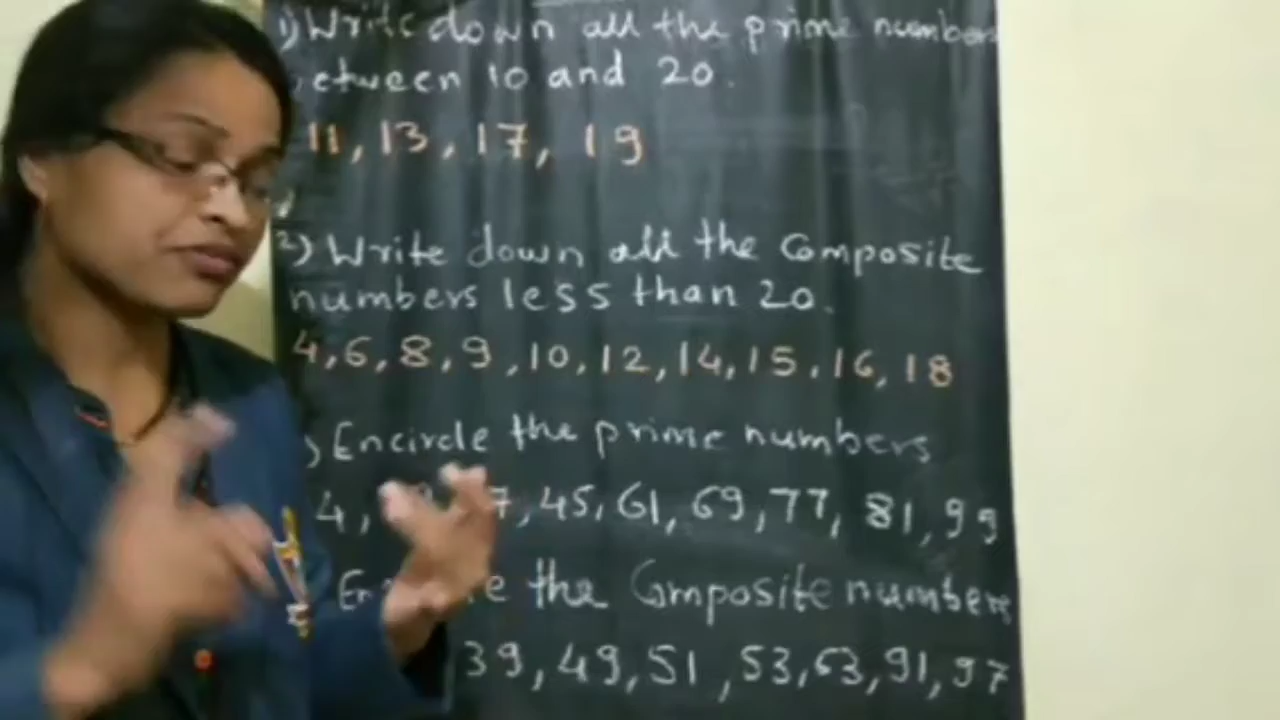 1) Write down all the prime numbers
between 10 and 20.
11, 13, 17, 19
2) Write down all the Composite
numbers less than 20.
4, 6, 8, 9, 10, 12, 14, 15, 16, 18
) Encircle the prime numbers
4, 7, 45, 61, 69, 77, 81, 99
the Composite numbers
39, 49, 51, 53, 63, 91, 97